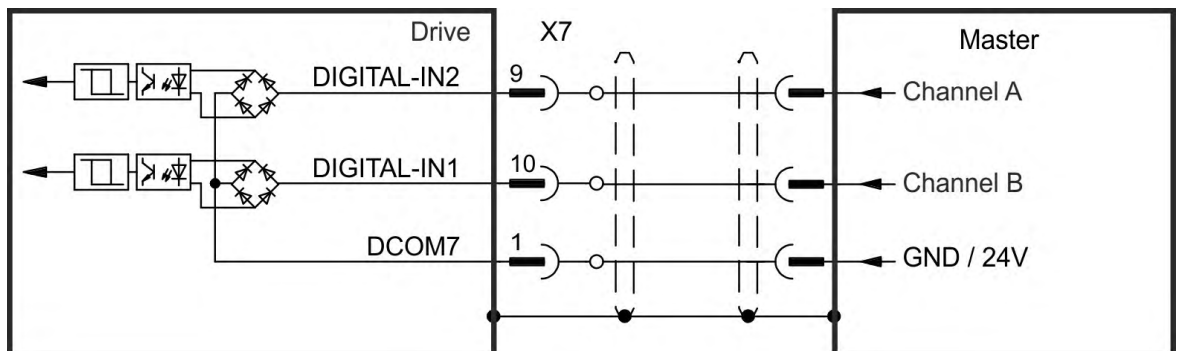 Drive X7 Master
DIGITAL-IN2 9 Channel A
DIGITAL-IN1 10 Channel B
DCOM7 1 GND / 24V